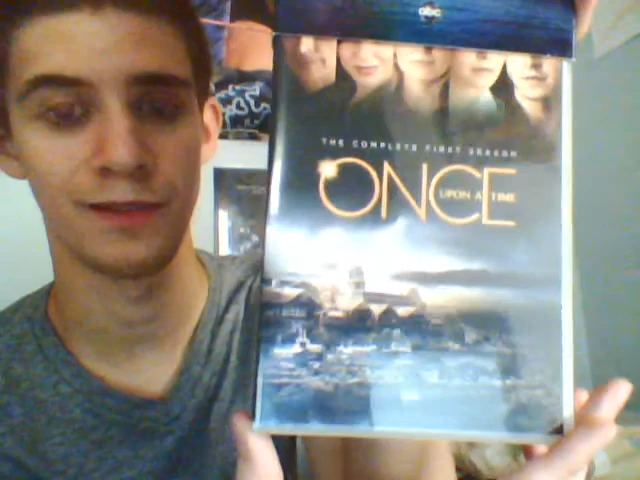 abc
THE COMPLETE FIRST SEASON
ONCE
UPON A TIME